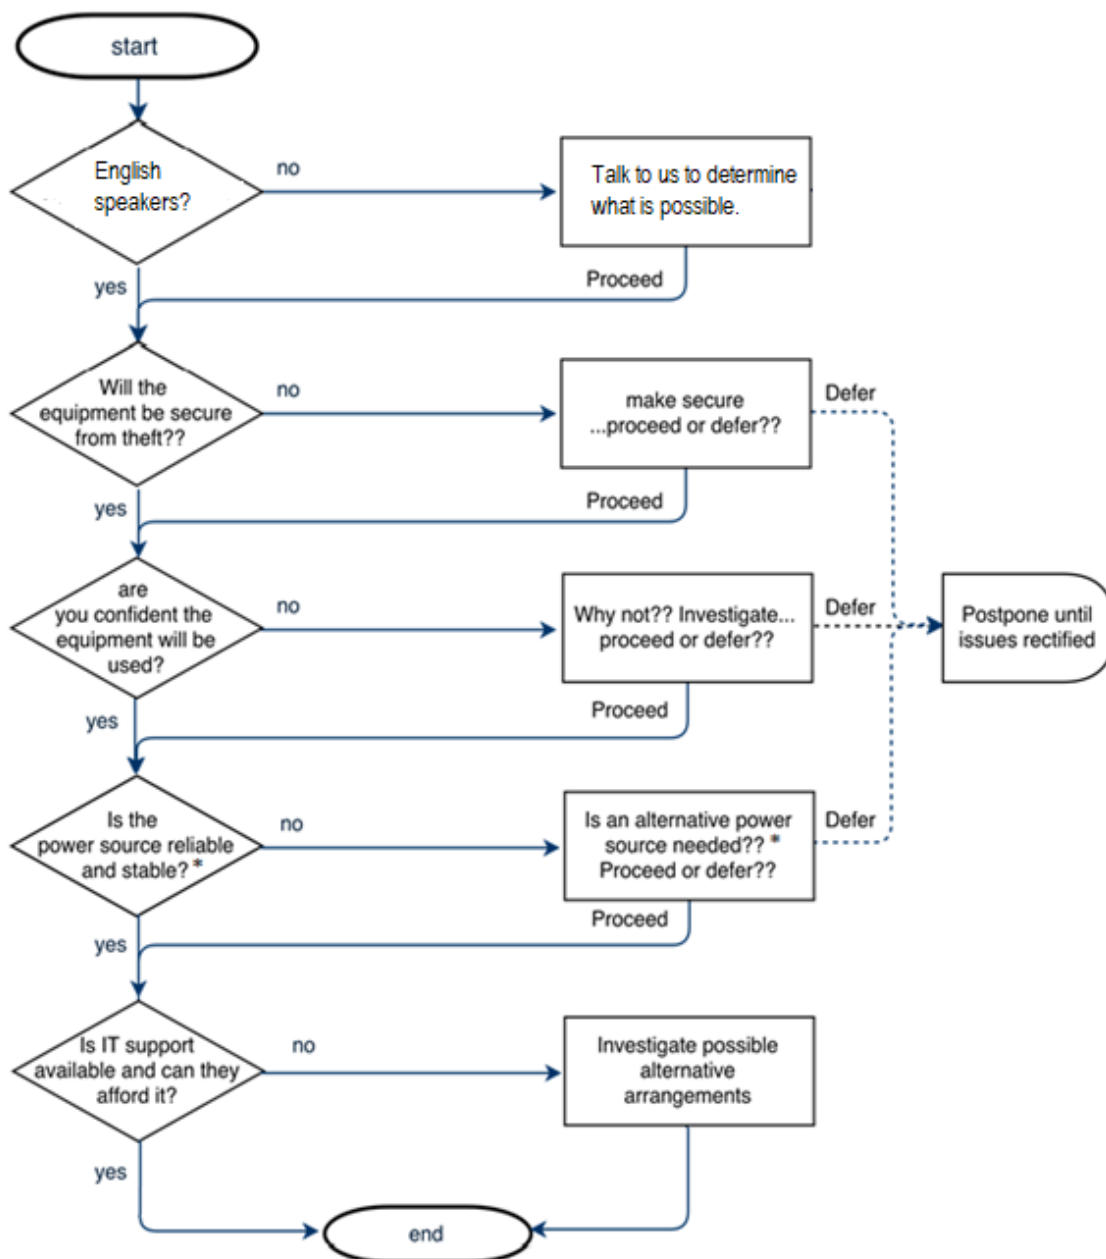 start
English
speakers?
no
Talk to us to determine
what is possible.
yes
Proceed
Will the
equipment be secure
from theft??
no
make secure
...proceed or defer??
Defer
yes
Proceed
are
you confident the
equipment will be
used?
no
Why not?? Investigate...
proceed or defer??
Defer
Postpone until
issues rectified
yes
Proceed
Is the
power source reliable
and stable? *
no
Is an alternative power
source needed?? *
Proceed or defer??
Defer
yes
Proceed
Is IT support
available and can they
afford it?
no
Investigate possible
alternative
arrangements
yes
end